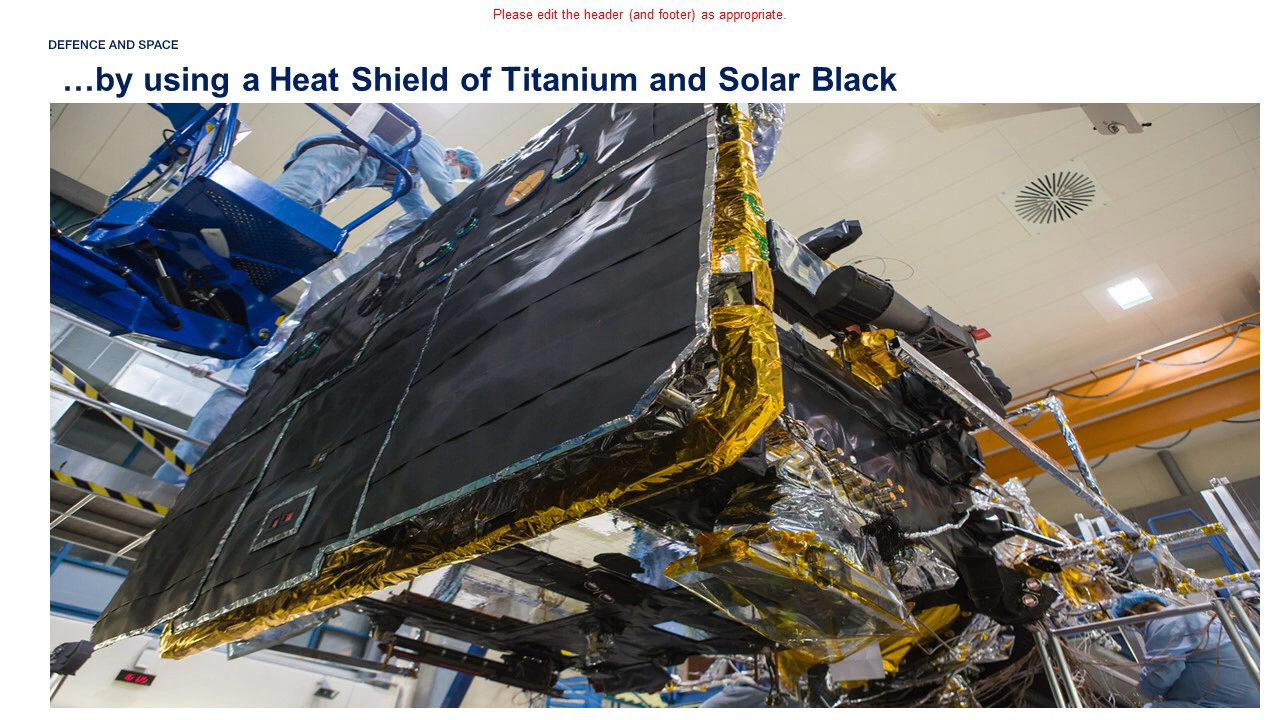 Please edit the header (and footer) as appropriate.
DEFENCE AND SPACE
…by using a Heat Shield of Titanium and Solar Black